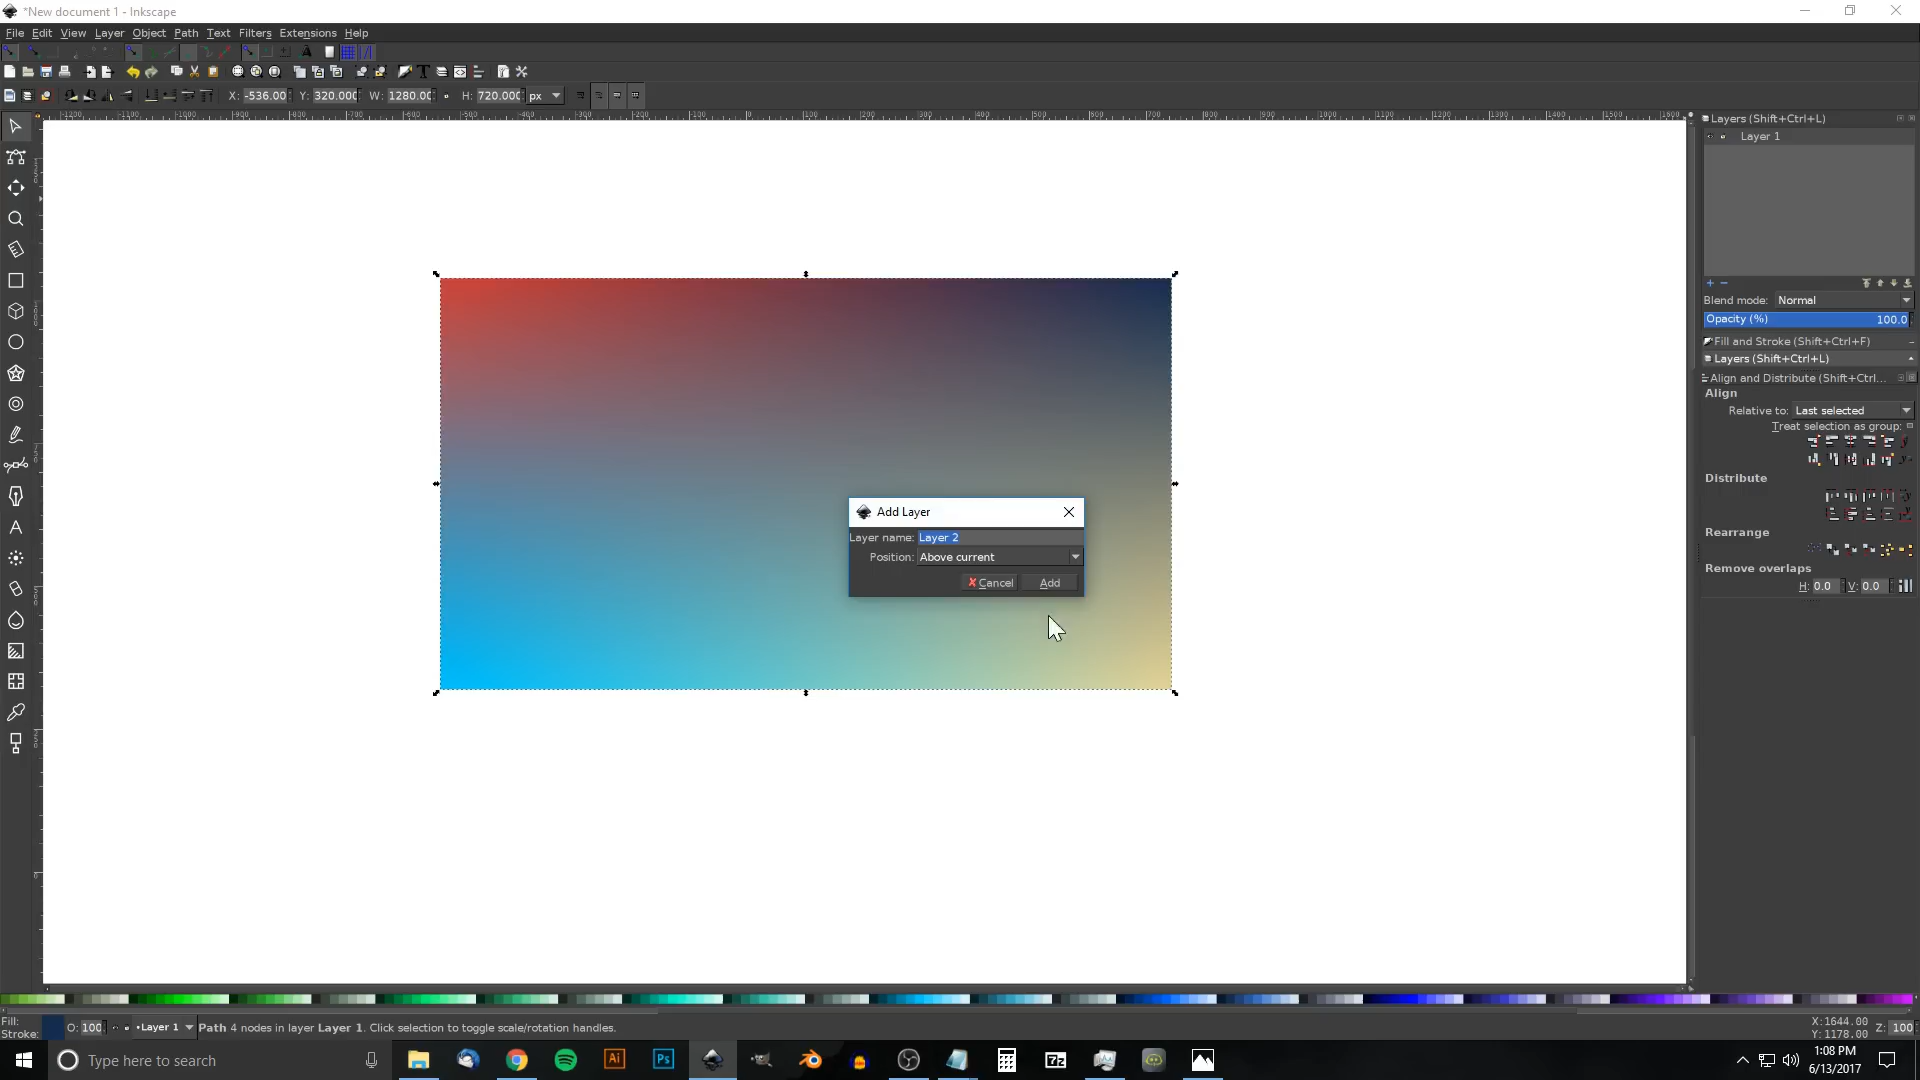 *New document 1 - Inkscape
File Edit View Layer Object Path Text Filters Extensions Help
X: -536.00 Y: 320.000 W: 1280.00 H: 720.000 px
Layers (Shift+Ctrl+L)
Layer 1
Blend mode: Normal
Opacity (%) 100.0
Fill and Stroke (Shift+Ctrl+F)
Layers (Shift+Ctrl+L)
Align and Distribute (Shift+Ctrl...
Align
Relative to: Last selected
Treat selection as group:
Distribute
Rearrange
Remove overlaps
H: 0.0 V: 0.0
Add Layer
Layer name: Layer 2
Position: Above current
Cancel Add
Fill:
Stroke:
O: 100
•Layer 1
Path 4 nodes in layer Layer 1. Click selection to toggle scale/rotation handles.
X:1644.00
Y:1178.00
Z: 100
Type here to search
Ai
Ps
7z
1:08 PM
6/13/2017